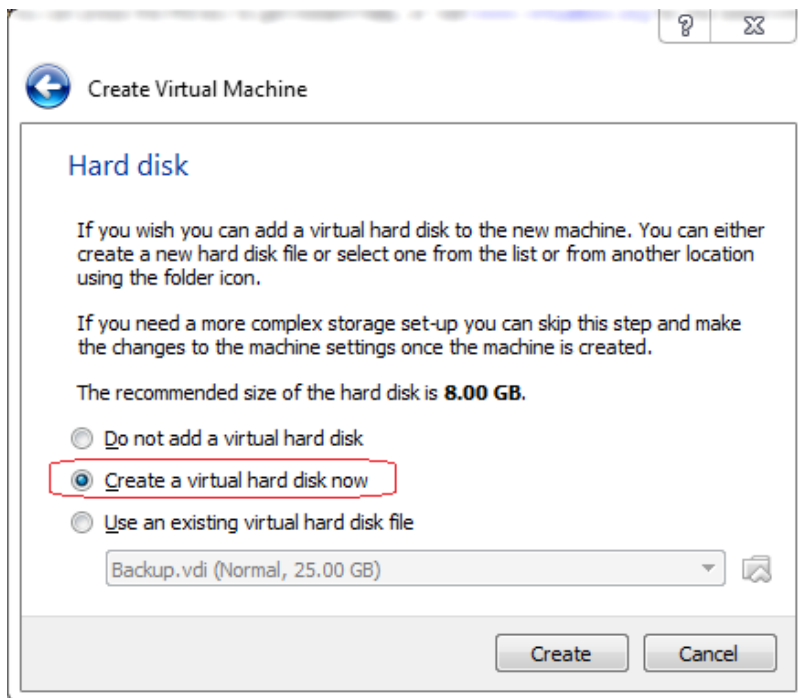 Create Virtual Machine
Hard disk
If you wish you can add a virtual hard disk to the new machine. You can either
create a new hard disk file or select one from the list or from another location
using the folder icon.
If you need a more complex storage set-up you can skip this step and make
the changes to the machine settings once the machine is created.
The recommended size of the hard disk is 8.00 GB.
Do not add a virtual hard disk
Create a virtual hard disk now
Use an existing virtual hard disk file
Backup.vdi (Normal, 25.00 GB)
Create Cancel